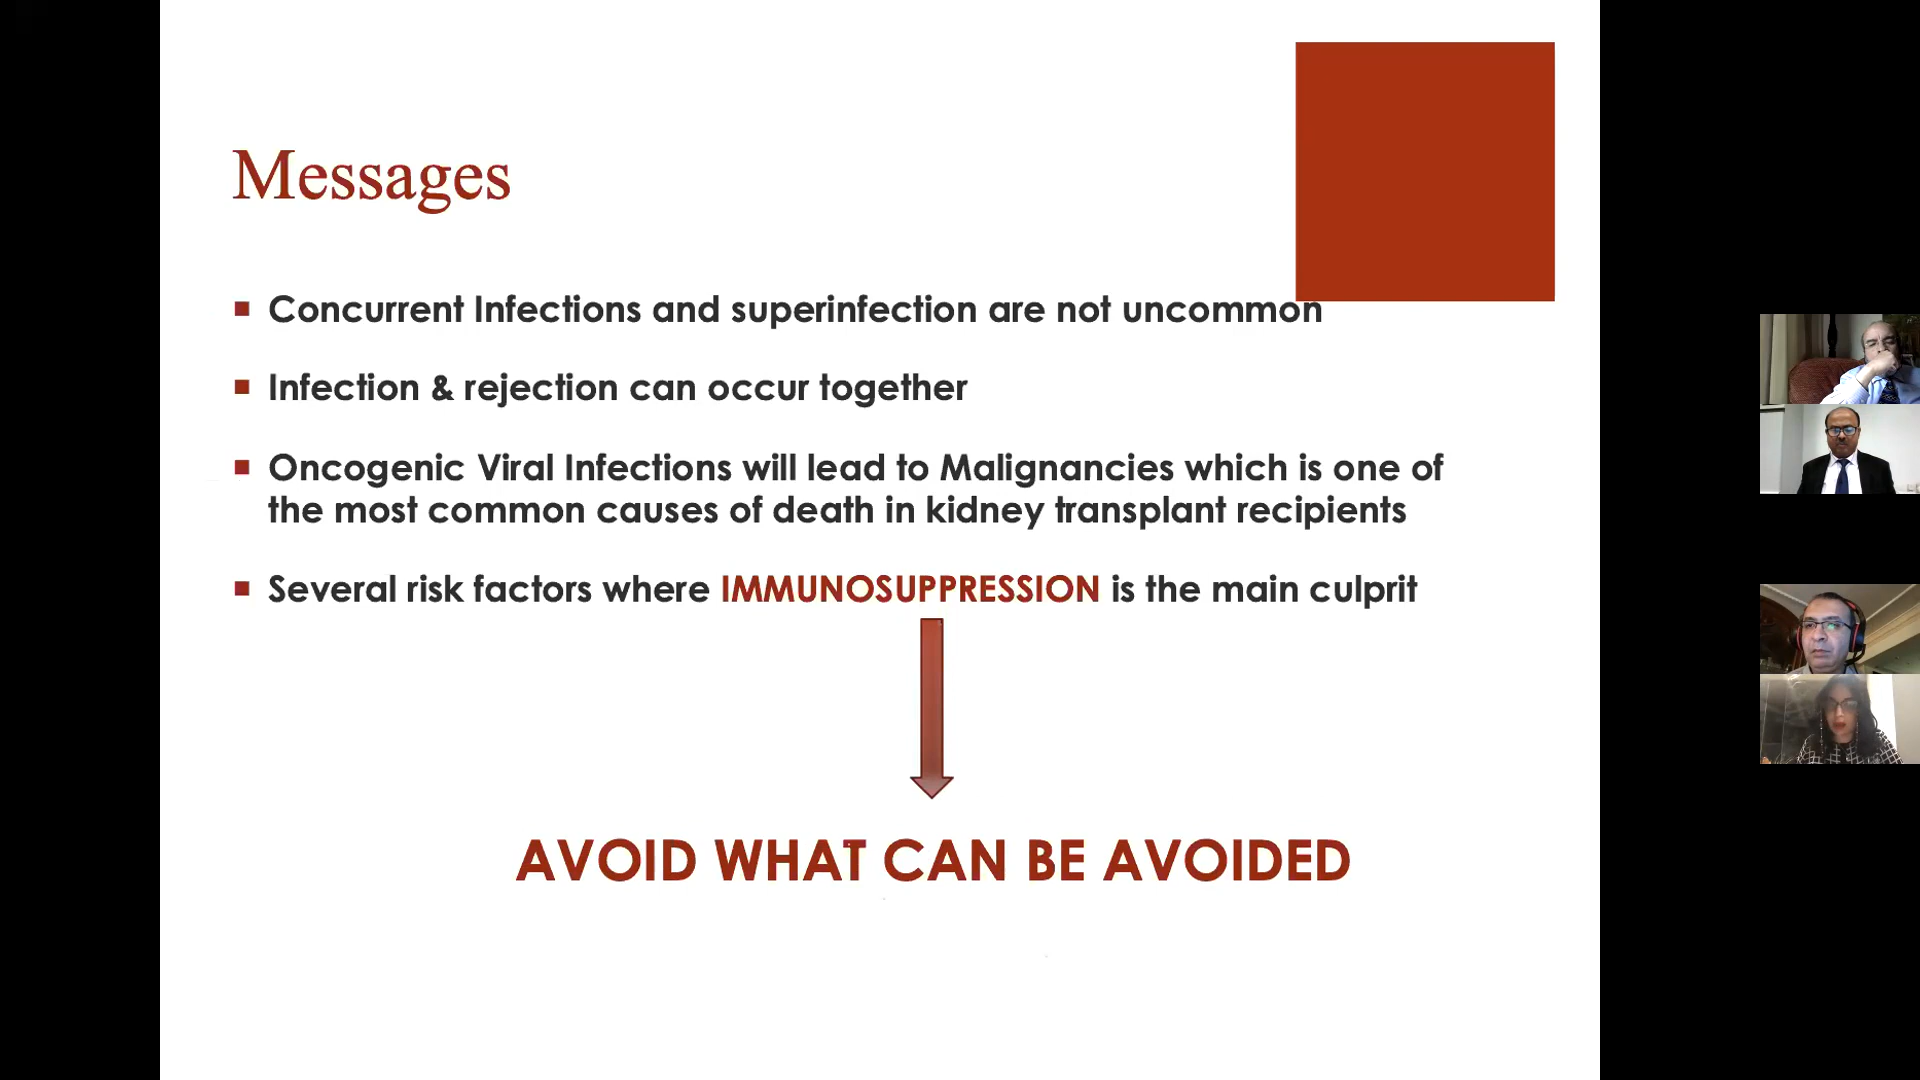 Messages
Concurrent Infections and superinfection are not uncommon
Infection & rejection can occur together
Oncogenic Viral Infections will lead to Malignancies which is one of
the most common causes of death in kidney transplant recipients
Several risk factors where IMMUNOSUPPRESSION is the main culprit
AVOID WHAT CAN BE AVOIDED